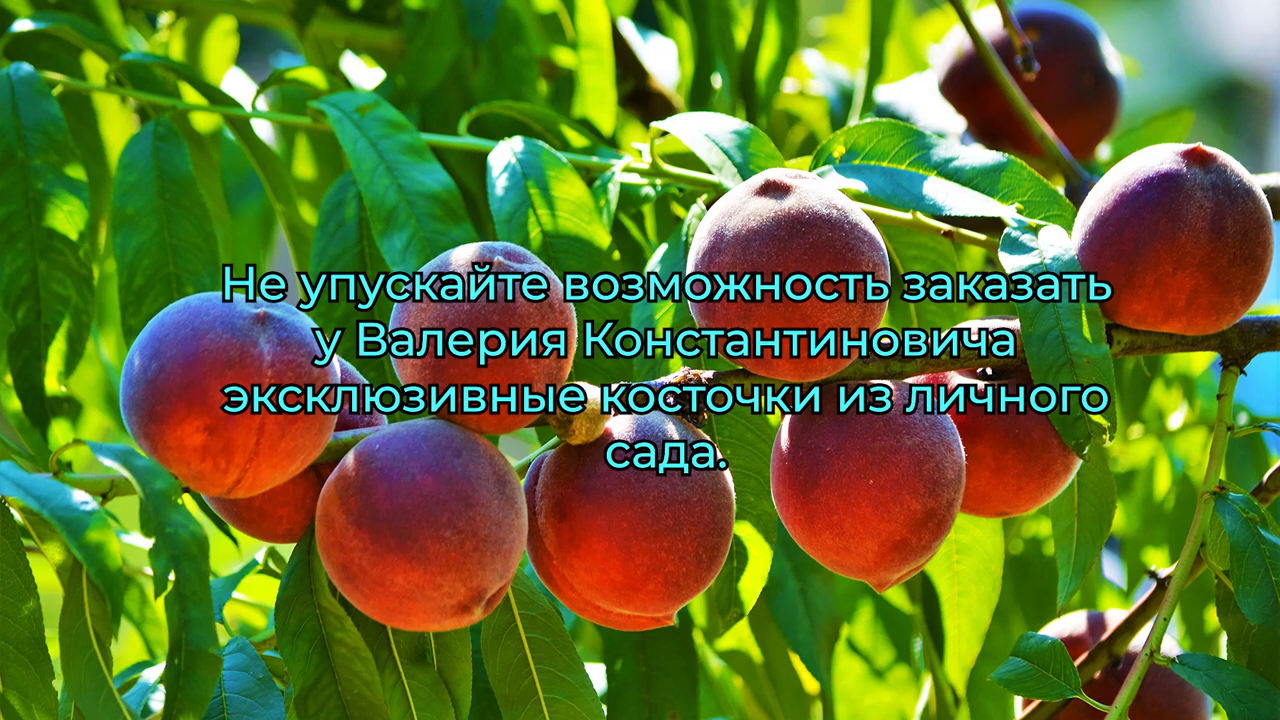 Не упускайте возможность заказать
у Валерия Константиновича
эксклюзивные косточки из личного
сада.